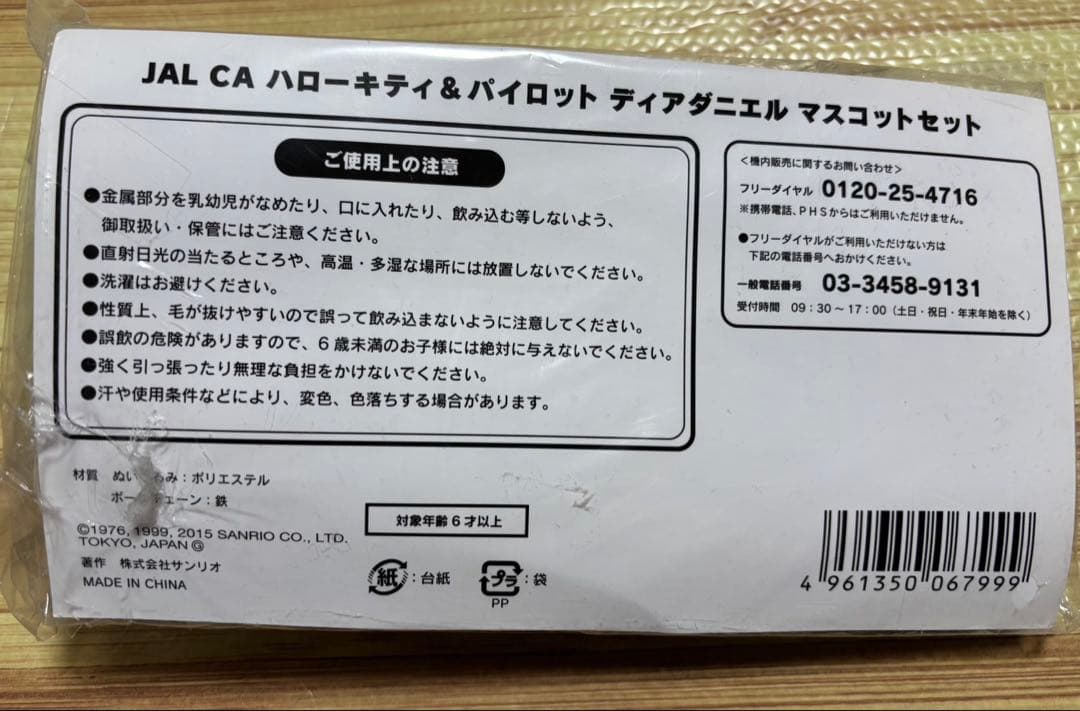 JAL CA ハローキティ&パイロット ディアダニエル マスコットセット
ご使用上の注意
●金属部分を乳幼児がなめたり、口に入れたり、飲み込む等しないよう、
御取扱い・保管にはご注意ください。
●直射日光の当たるところや、高温・多湿な場所には放置しないでください。
●洗濯はお避けください。
●性質上、毛が抜けやすいので誤って飲み込まないように注意してください。
●誤飲の危険がありますので、6歳未満のお子様には絶対に与えないでください。
●強く引っ張ったり無理な負担をかけないでください。
●汗や使用条件などにより、変色、色落ちする場合があります。
<機内販売に関するお問い合わせ>
フリーダイヤル 0120-25-4716
※携帯電話、PHSからはご利用いただけません。
●フリーダイヤルがご利用いただけない方は
下記の電話番号へおかけください。
一般電話番号 03-3458-9131
受付時間 09:30~17:00(土日・祝日・年末年始を除く)
材質 ぬい るみ:ポリエステル
ボー チェーン:鉄
©1976, 1999, 2015 SANRIO CO., LTD.
TOKYO, JAPAN Ⓖ
著作 株式会社サンリオ
MADE IN CHINA
対象年齢6才以上
紙:台紙
プラ:袋
PP
4 961350 067999